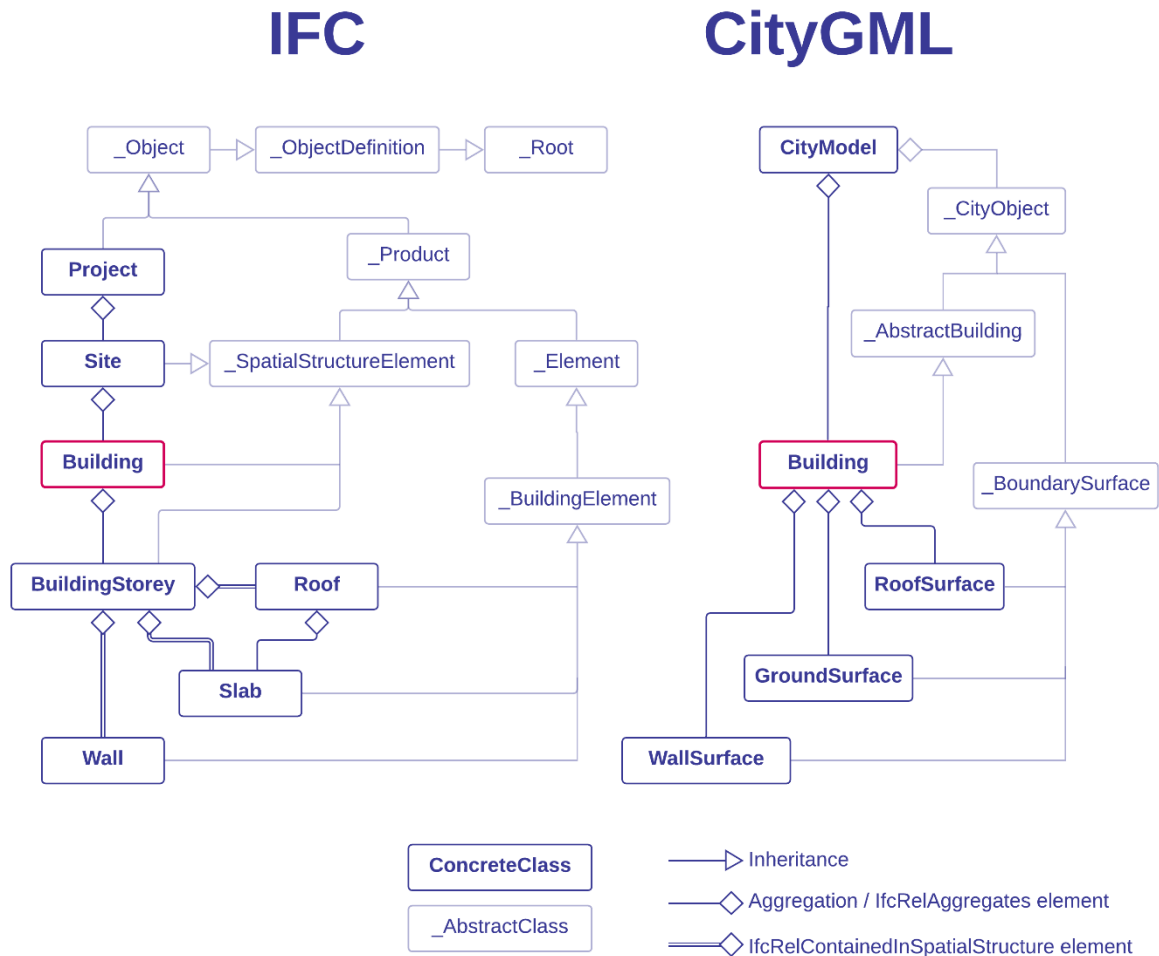 IFC
CityGML
_Object
_ObjectDefinition
_Root
CityModel
_CityObject
_Product
Project
_AbstractBuilding
Site
_SpatialStructureElement
_Element
Building
Building
_BoundarySurface
_BuildingElement
BuildingStorey
Roof
RoofSurface
Slab
GroundSurface
Wall
WallSurface
ConcreteClass
Inheritance
_AbstractClass
Aggregation / IfcRelAggregates element
IfcRelContainedInSpatialStructure element